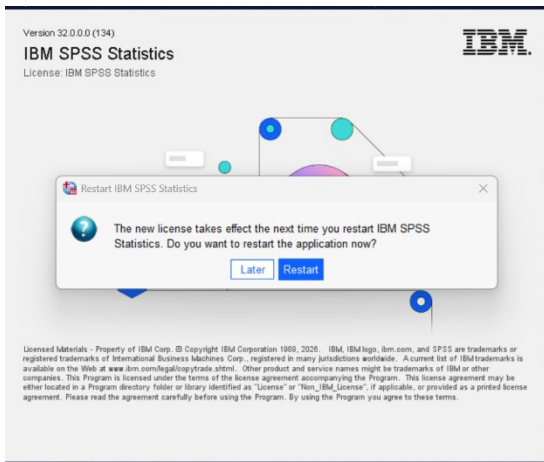 Version 32.0.0.0 (134)
IBM SPSS Statistics
License: IBM SPSS Statistics
IBM.
Restart IBM SPSS Statistics
The new license takes effect the next time you restart IBM SPSS
Statistics. Do you want to restart the application now?
Later Restart
Licensed Materials - Property of IBM Corp. © Copyright IBM Corporation 1989, 2026. IBM, IBM logo, ibm.com, and SPSS are trademarks or
registered trademarks of International Business Machines Corp., registered in many jurisdictions worldwide. A current list of IBM trademarks is
available on the Web at www.ibm.com/legal/copytrade.shtml. Other product and service names might be trademarks of IBM or other
companies. This Program is licensed under the terms of the license agreement accompanying the Program. This license agreement may be
either located in a Program directory folder or library identified as "License" or "Non_IBM_License", if applicable, or provided as a printed license
agreement. Please read the agreement carefully before using the Program. By using the Program you agree to these terms.